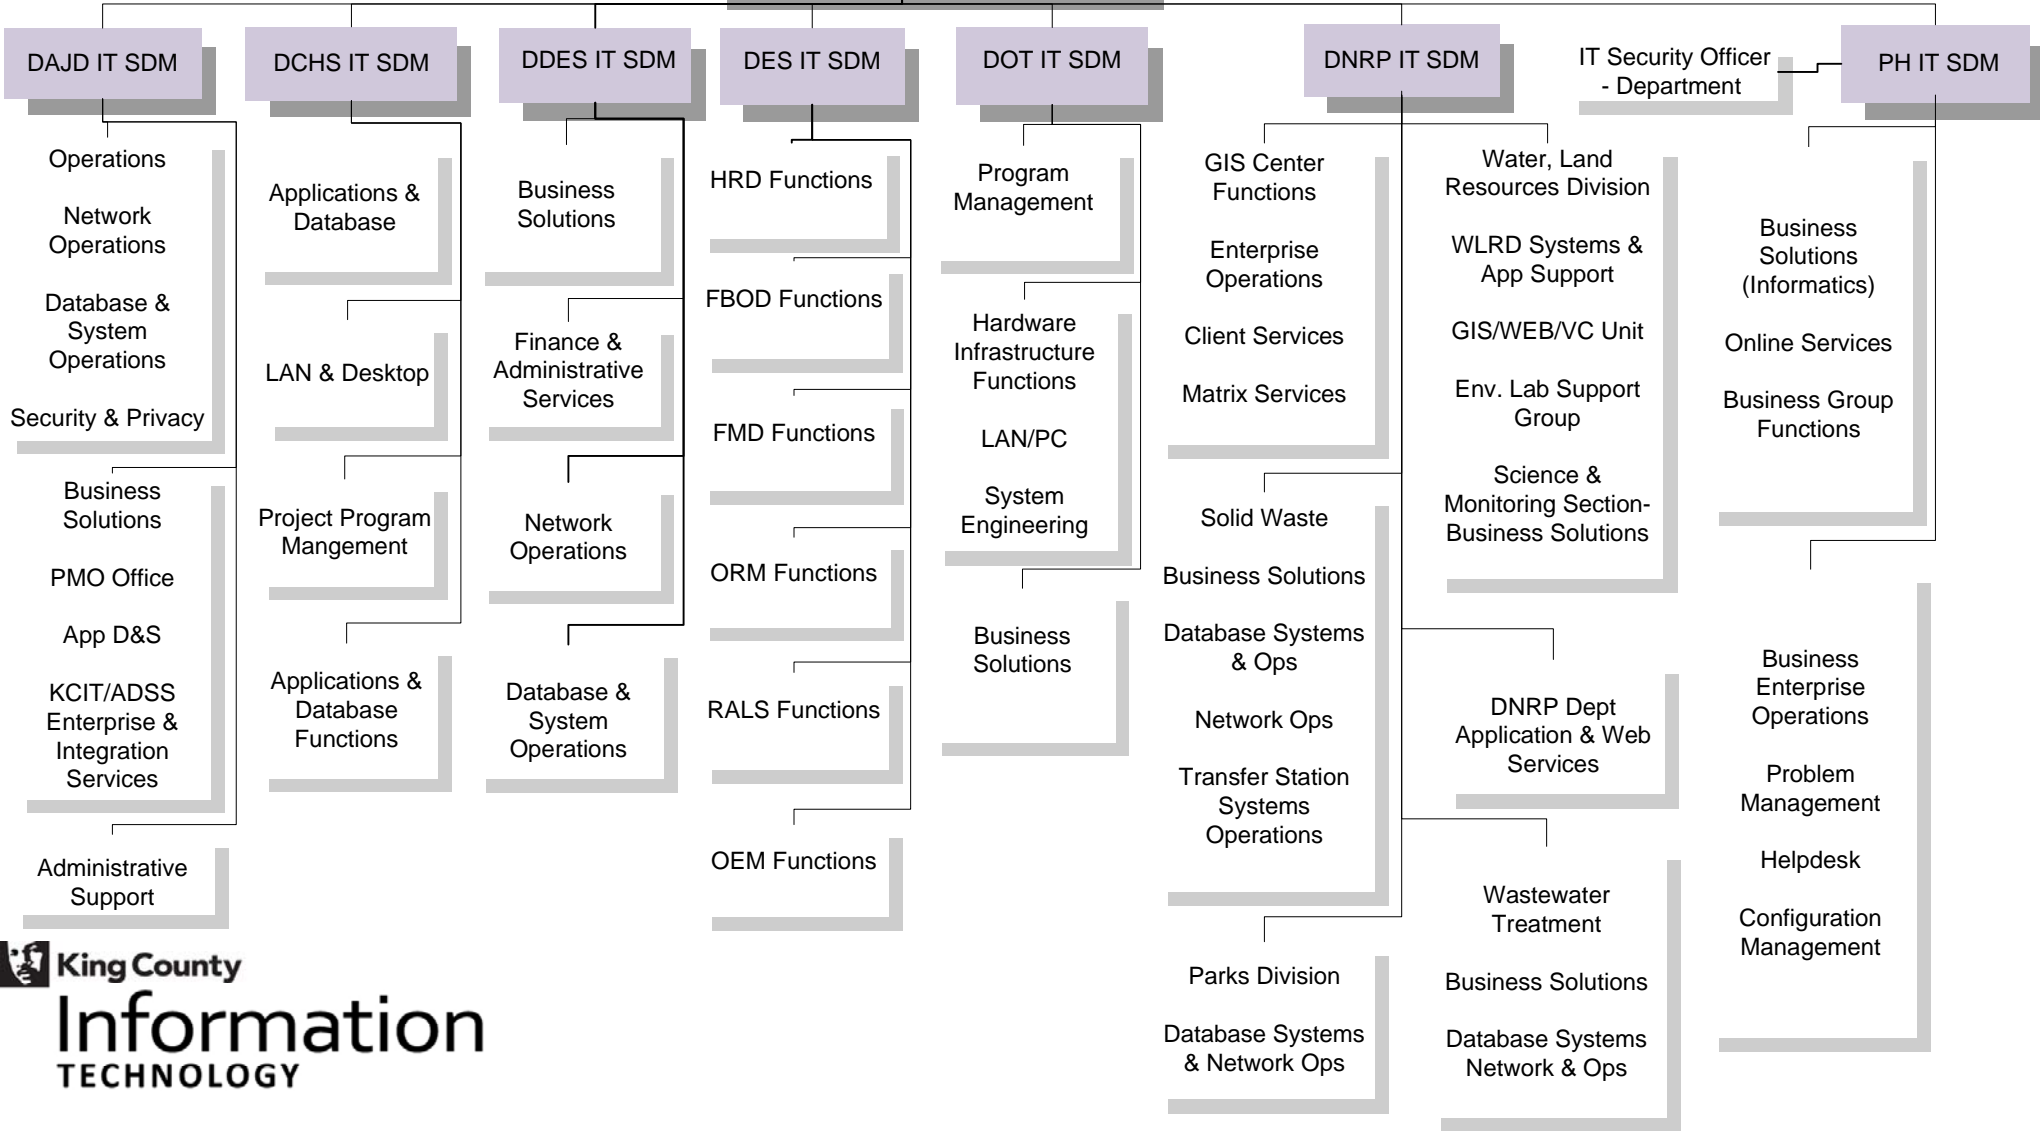 DAJD IT SDM
DCHS IT SDM
DDES IT SDM
DES IT SDM
DOT IT SDM
DNRP IT SDM
IT Security Officer
- Department
PH IT SDM
Operations
Network
Operations
Database &
System
Operations
Security & Privacy
Business
Solutions
PMO Office
App D&S
KCIT/ADSS
Enterprise &
Integration
Services
Administrative
Support
Applications &
Database
LAN & Desktop
Project Program
Mangement
Applications &
Database
Functions
Business
Solutions
Finance &
Administrative
Services
Network
Operations
Database &
System
Operations
HRD Functions
FBOD Functions
FMD Functions
ORM Functions
RALS Functions
OEM Functions
Program
Management
Hardware
Infrastructure
Functions
LAN/PC
System
Engineering
Business
Solutions
GIS Center
Functions
Enterprise
Operations
Client Services
Matrix Services
Solid Waste
Business Solutions
Database Systems
& Ops
Network Ops
Transfer Station
Systems
Operations
Parks Division
Database Systems
& Network Ops
Water, Land
Resources Division
WLRD Systems &
App Support
GIS/WEB/VC Unit
Env. Lab Support
Group
Science &
Monitoring Section-
Business Solutions
DNRP Dept
Application & Web
Services
Wastewater
Treatment
Business Solutions
Database Systems
Network & Ops
Business
Solutions
(Informatics)
Online Services
Business Group
Functions
Business
Enterprise
Operations
Problem
Management
Helpdesk
Configuration
Management
King County
Information
TECHNOLOGY